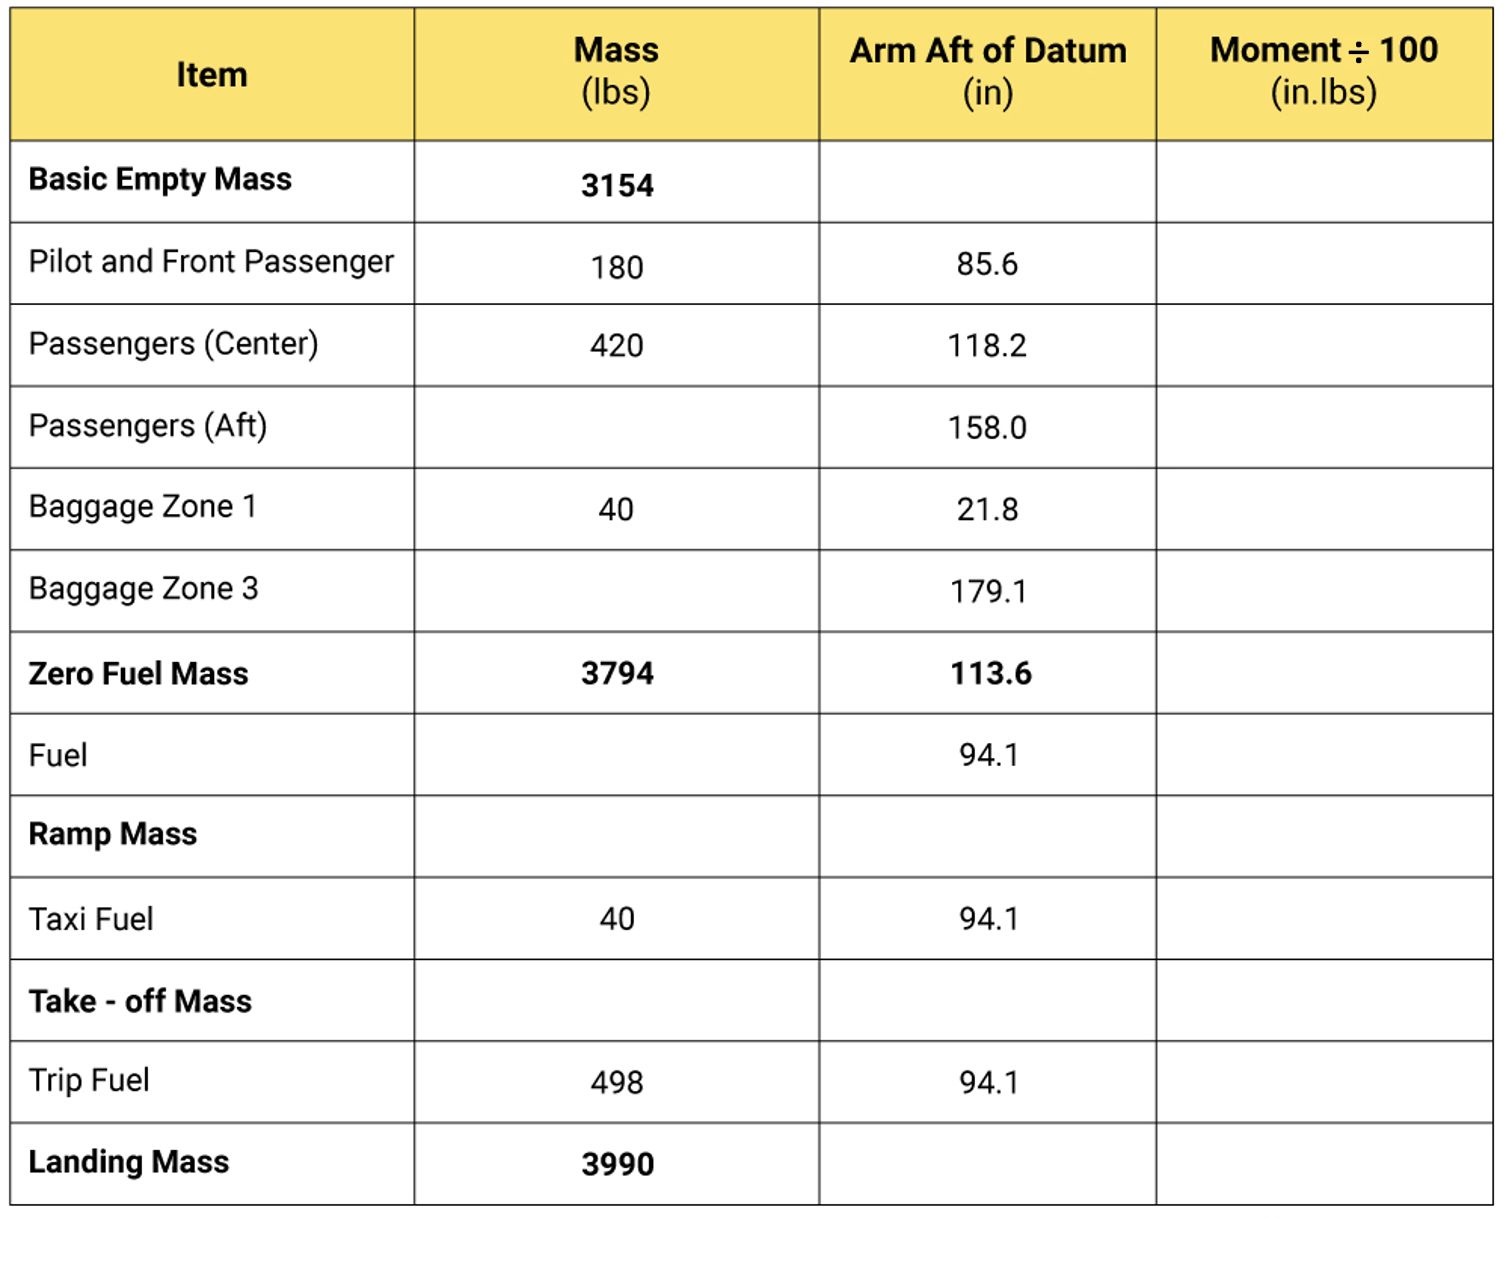 Item
Mass
(lbs)
Arm Aft of Datum
(in)
Moment ÷ 100
(in.lbs)
Basic Empty Mass 3154
Pilot and Front Passenger 180 85.6
Passengers (Center) 420 118.2
Passengers (Aft) 158.0
Baggage Zone 1 40 21.8
Baggage Zone 3 179.1
Zero Fuel Mass 3794 113.6
Fuel 94.1
Ramp Mass
Taxi Fuel 40 94.1
Take - off Mass
Trip Fuel 498 94.1
Landing Mass 3990